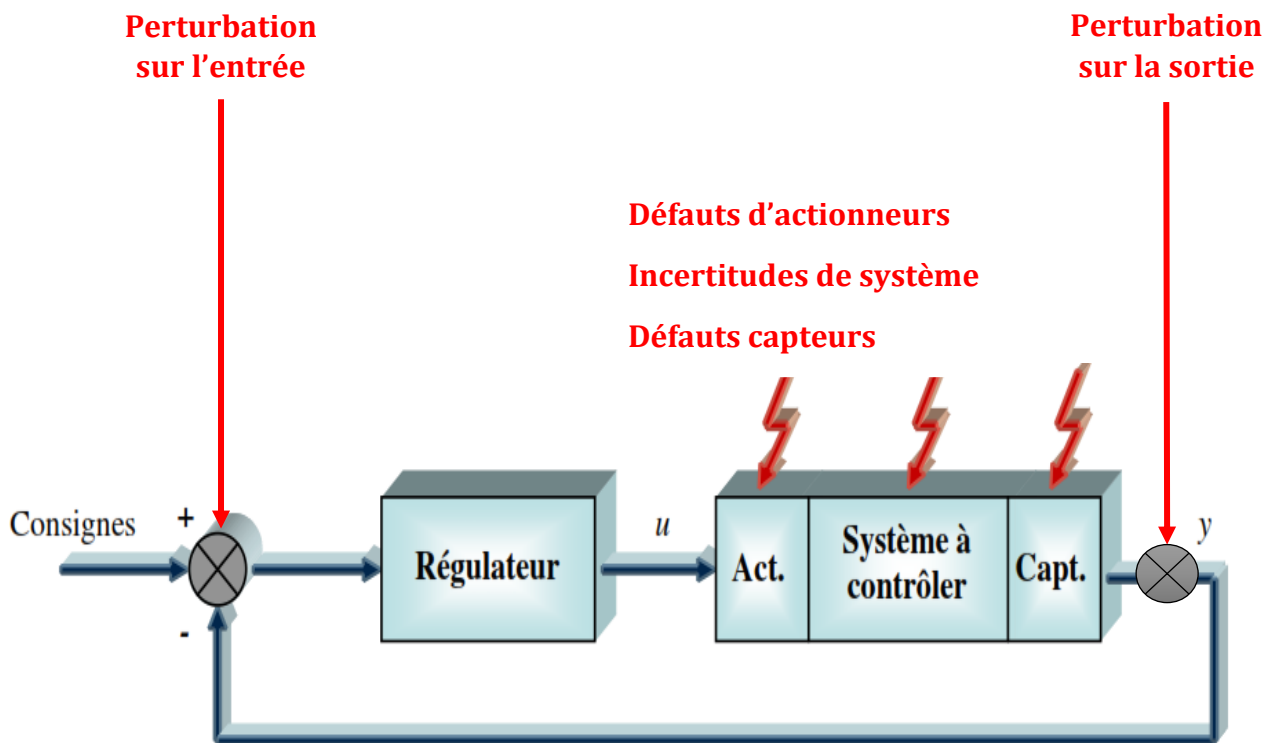 Perturbation
sur l’entrée
Perturbation
sur la sortie
Défauts d’actionneurs
Incertitudes de système
Défauts capteurs
Consignes
+
-
Régulateur
u
Act.
Système à
contrôler
Capt.
y